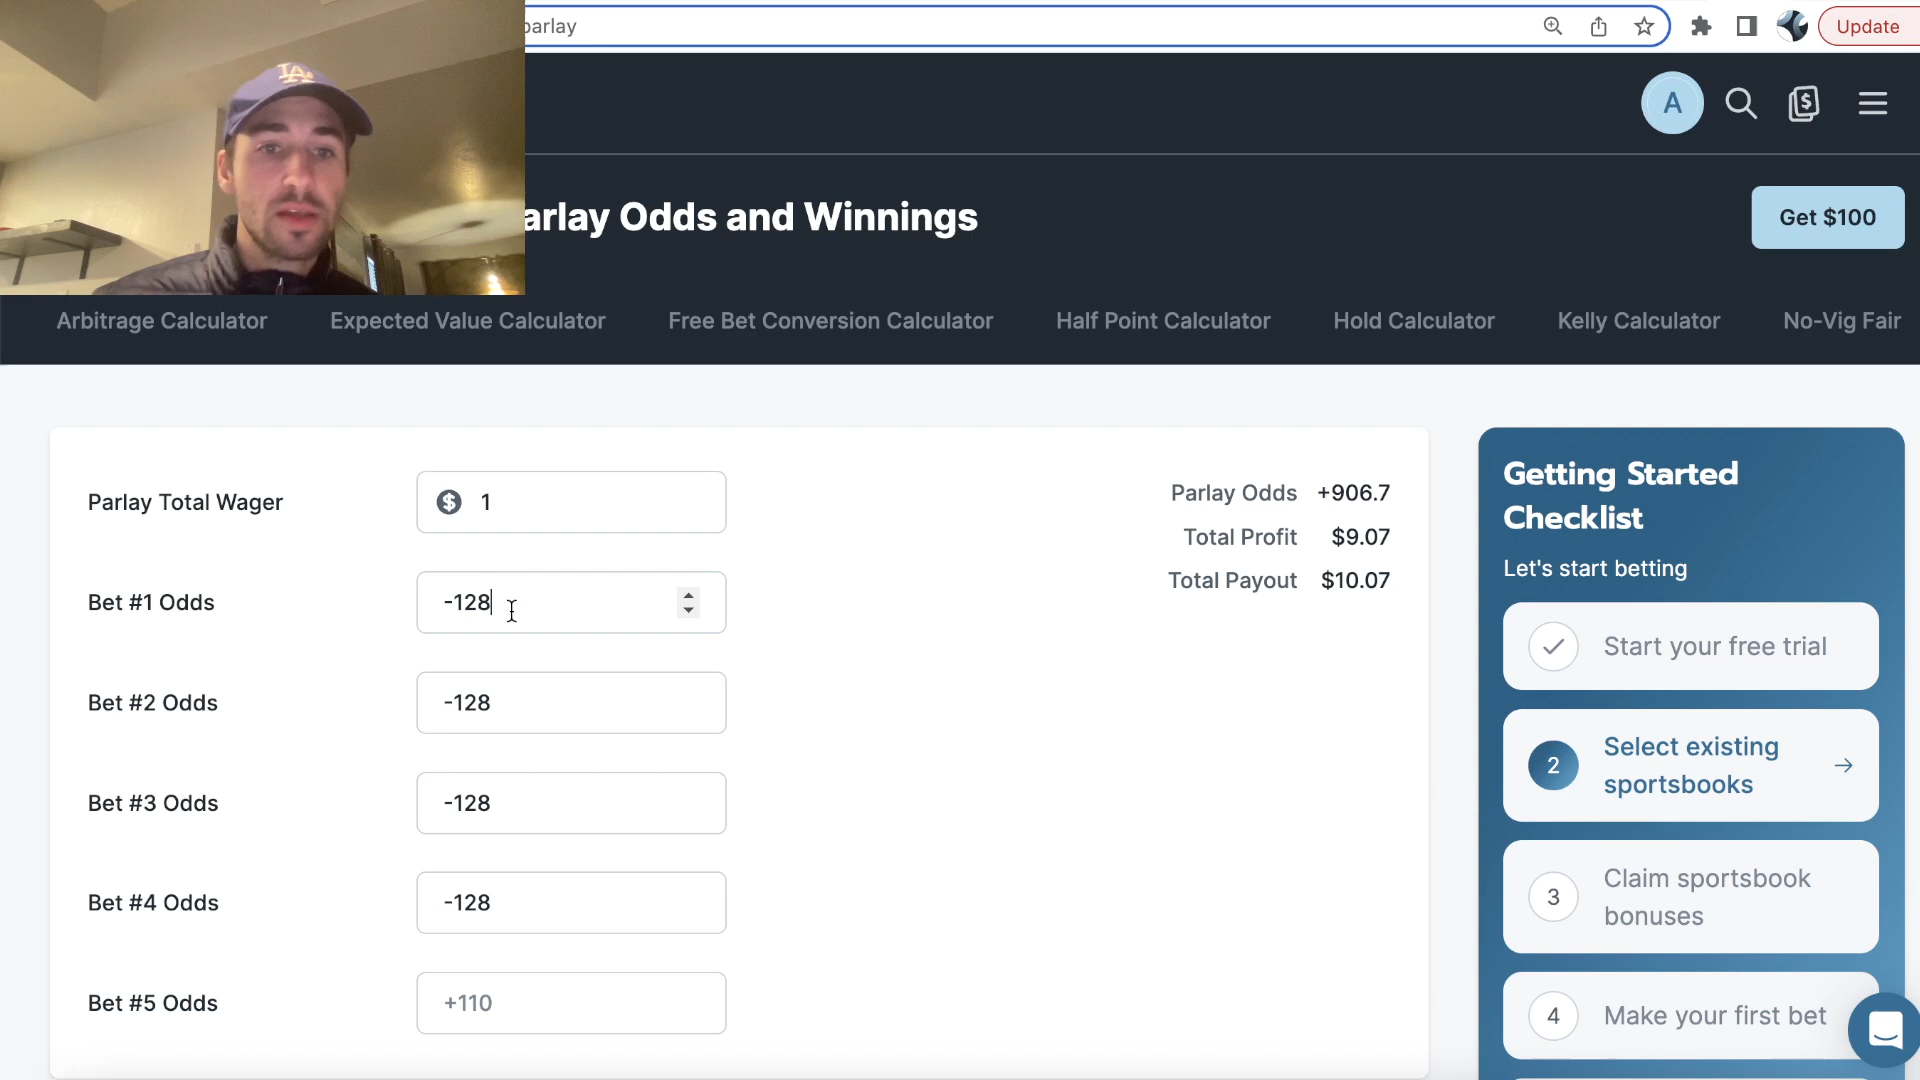 parlay
Update
A
arlay Odds and Winnings
Get $100
LA
Arbitrage Calculator
Expected Value Calculator
Free Bet Conversion Calculator
Half Point Calculator
Hold Calculator
Kelly Calculator
No-Vig Fair
Parlay Total Wager
$ 1
Bet #1 Odds
-128
Bet #2 Odds
-128
Bet #3 Odds
-128
Bet #4 Odds
-128
Bet #5 Odds
+110
Parlay Odds +906.7
Total Profit $9.07
Total Payout $10.07
Getting Started
Checklist
Let's start betting
Start your free trial
2
Select existing
sportsbooks
3
Claim sportsbook
bonuses
4
Make your first bet